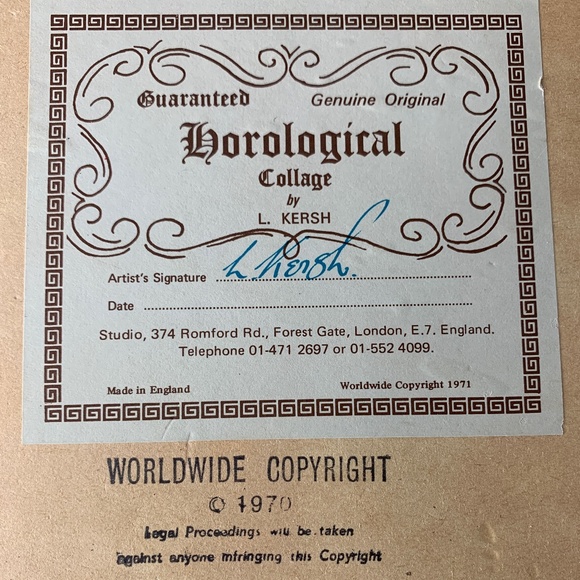 Guaranteed Genuine Original
Horological
Collage
by
L. KERSH
Artist's Signature L. Kersh.
Date
Studio, 374 Romford Rd., Forest Gate, London, E.7. England.
Telephone 01-471 2697 or 01-552 4099.
Made in England Worldwide Copyright 1971
WORLDWIDE COPYRIGHT
© 1970
Legal Proceedings will be taken
against anyone infringing this Copyright